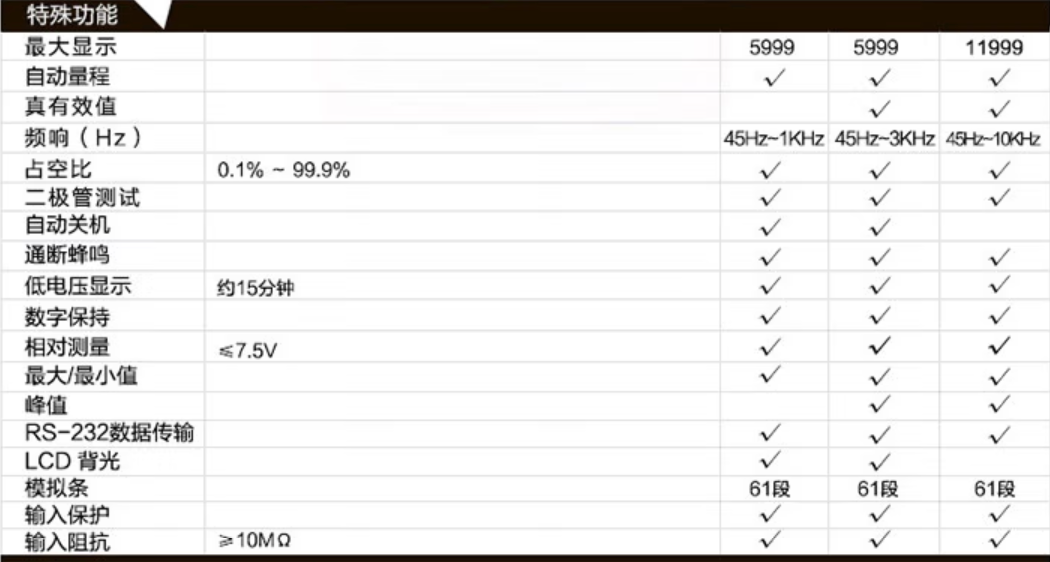 特殊功能
最大显示 5999 5999 11999
自动量程 √ √ √
真有效值 √ √
频响（Hz） 45Hz~1KHz 45Hz~3KHz 45Hz~10KHz
占空比 0.1% ~ 99.9% √ √ √
二极管测试 √ √ √
自动关机 √ √
通断蜂鸣 √ √ √
低电压显示 约15分钟 √ √ √
数字保持 √ √ √
相对测量 ≤7.5V √ √ √
最大/最小值 √ √ √
峰值 √ √
RS-232数据传输 √ √ √
LCD 背光 √ √
模拟条 61段 61段 61段
输入保护 √ √ √
输入阻抗 ≥10MΩ √ √ √